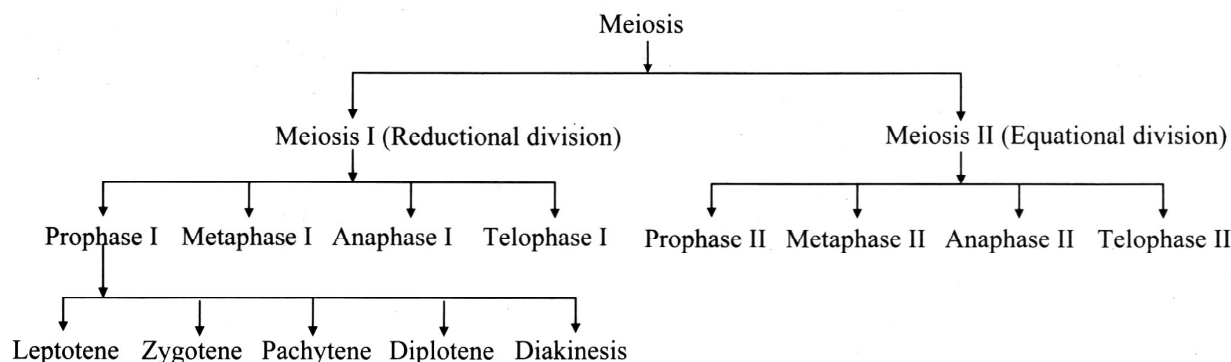 Meiosis
Meiosis I (Reductional division) Meiosis II (Equational division)
Prophase I Metaphase I Anaphase I Telophase I Prophase II Metaphase II Anaphase II Telophase II
Leptotene Zygotene Pachytene Diplotene Diakinesis